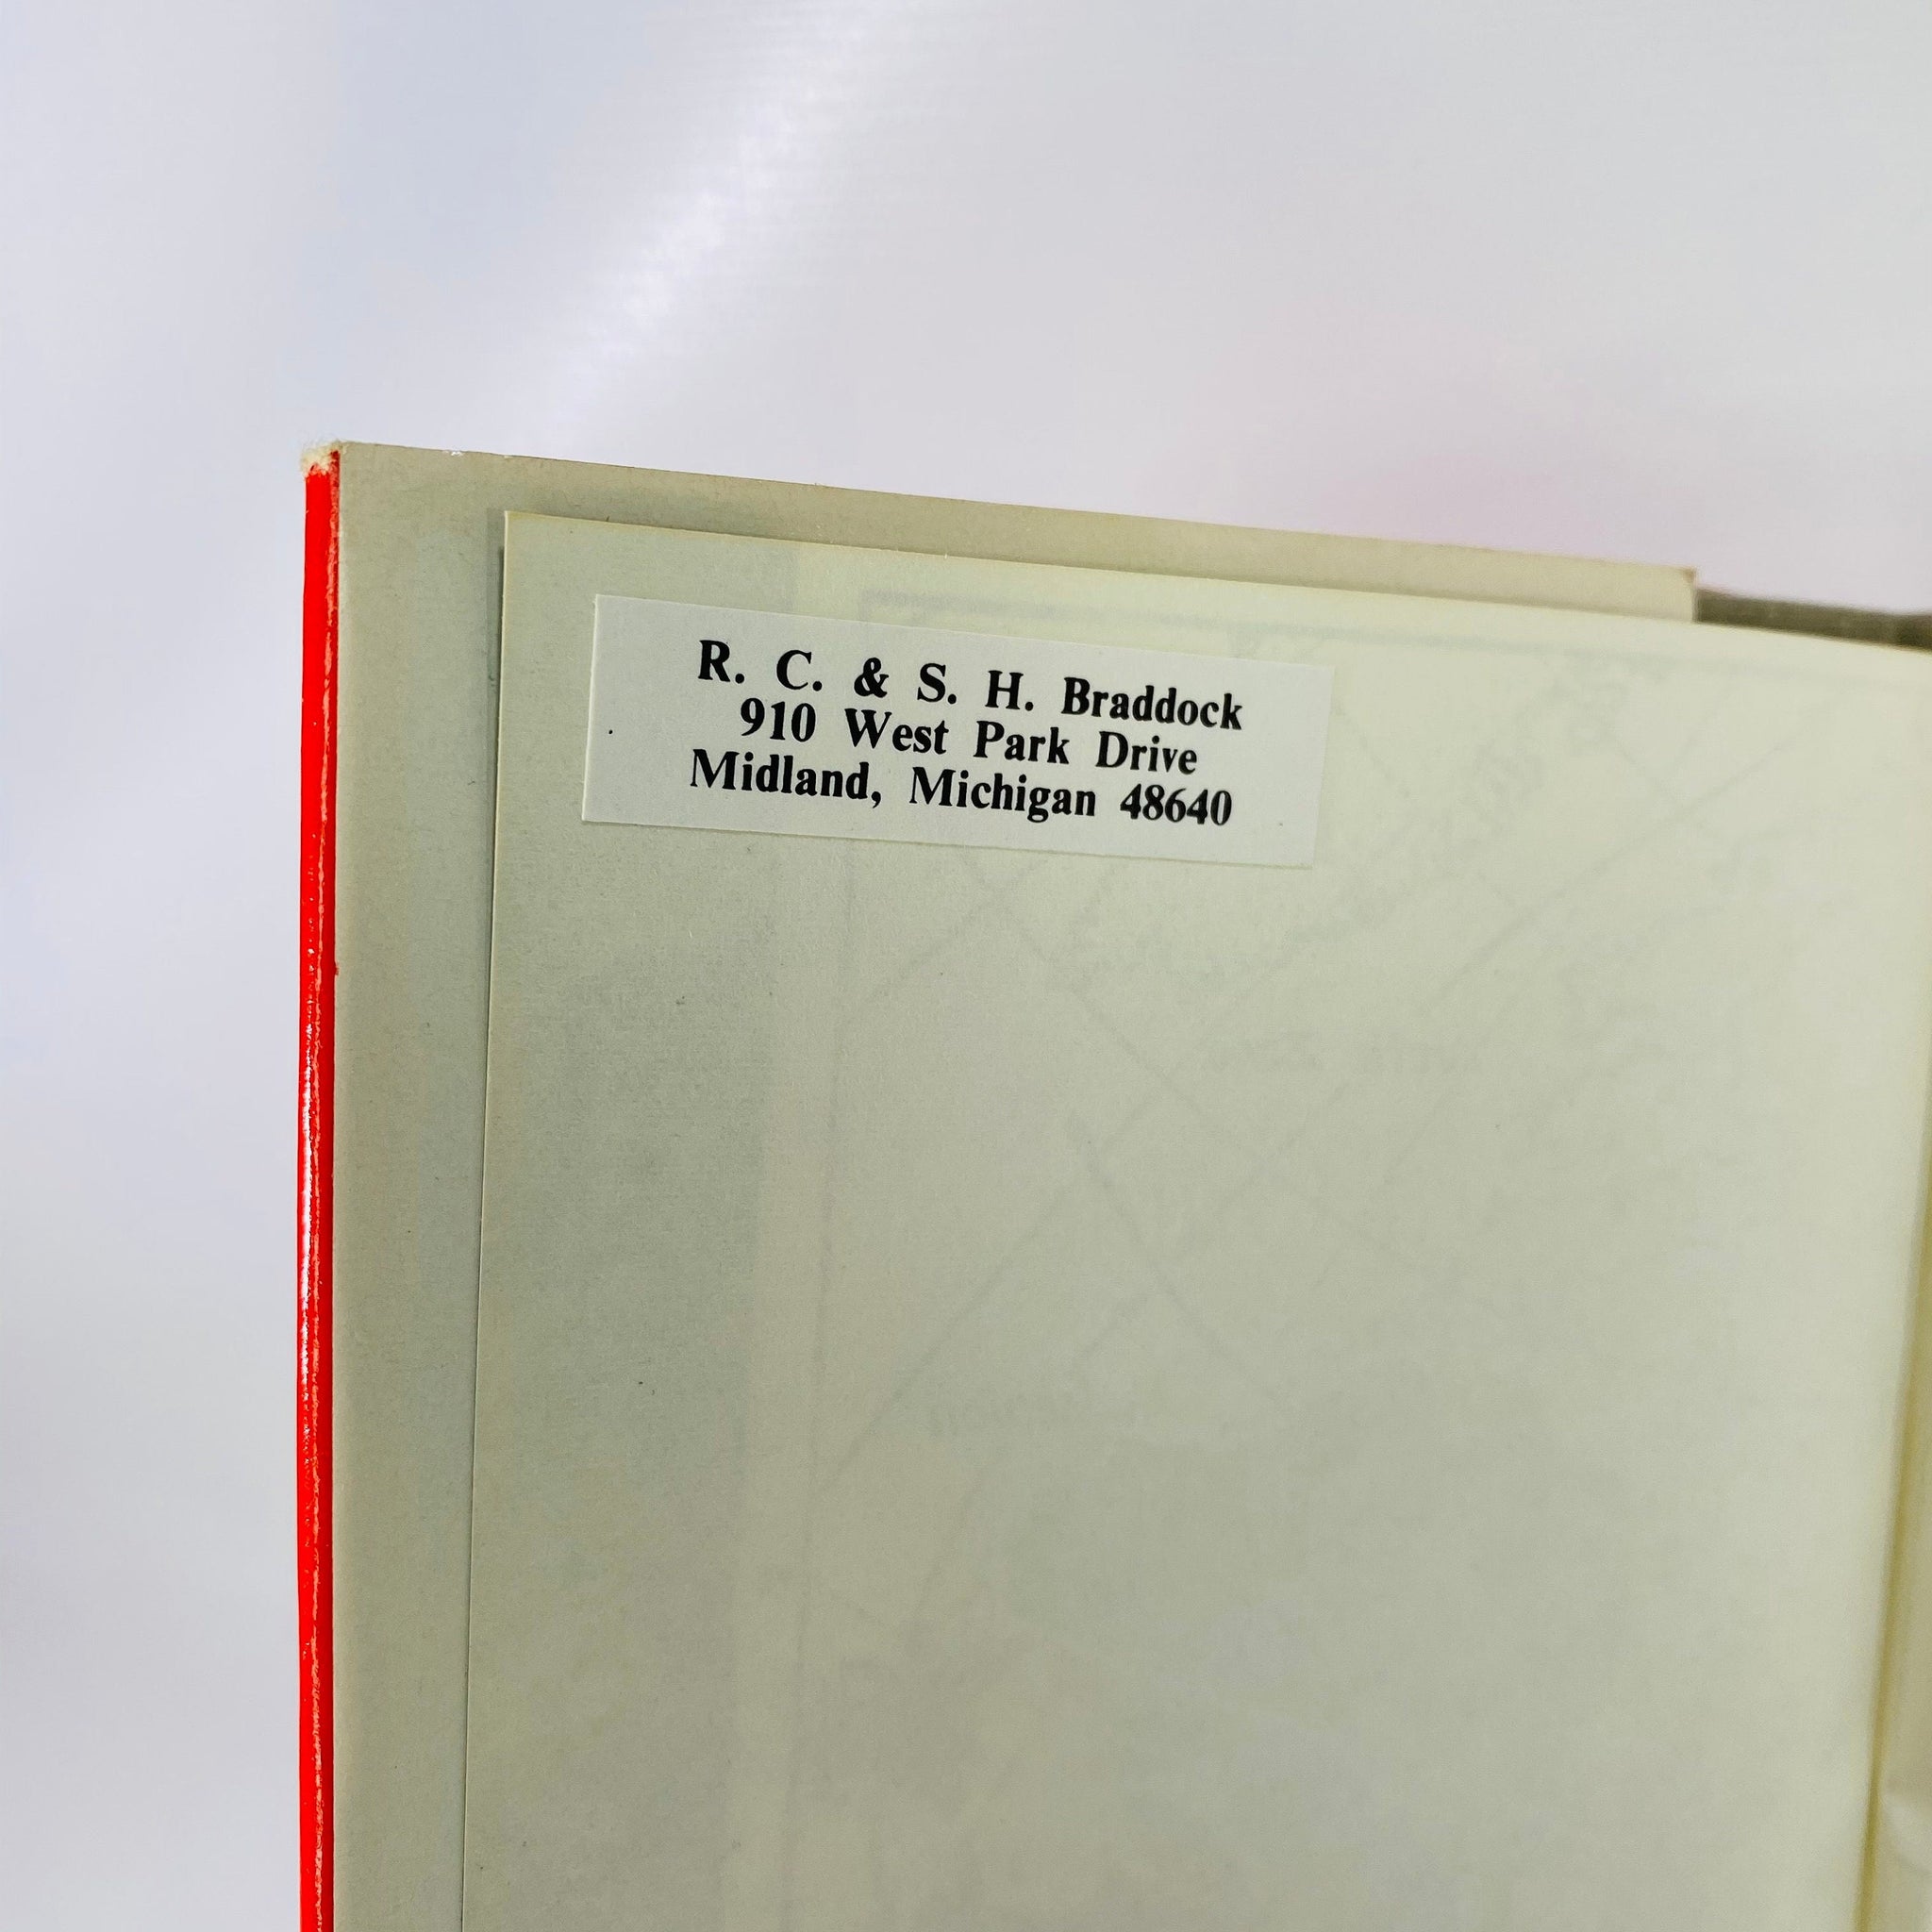 R. C. & S. H. Braddock
910 West Park Drive
Midland, Michigan 48640